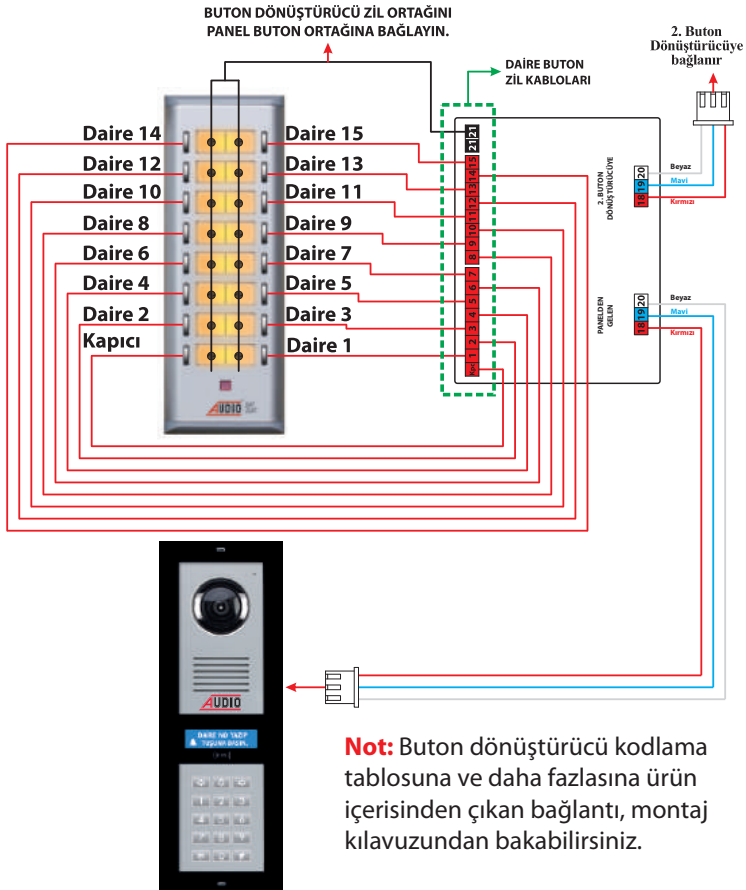 BUTON DÖNÜŞTÜRÜCÜ ZİL ORTAĞINI
PANEL BUTON ORTAĞINA BAĞLAYIN.
2. Buton
Dönüştürücüye
bağlanır
DAİRE BUTON
ZİL KABLOLARI
Daire 14
Daire 12
Daire 10
Daire 8
Daire 6
Daire 4
Daire 2
Kapıcı
Daire 15
Daire 13
Daire 11
Daire 9
Daire 7
Daire 5
Daire 3
Daire 1
AUDIO
21 21
15
14
13
12
11
10
9
8
7
6
5
4
3
2
1
Kpc
2. BUTON
DÖNÜŞTÜRÜCÜYE
18 19 20
Beyaz
Mavi
Kırmızı
PANELDEN
GELEN
18 19 20
Beyaz
Mavi
Kırmızı
AUDIO
DAİRE NO YAZIP
TUŞUNA BASIN.
Not: Buton dönüştürücü kodlama
tablosuna ve daha fazlasına ürün
içerisinden çıkan bağlantı, montaj
kılavuzundan bakabilirsiniz.